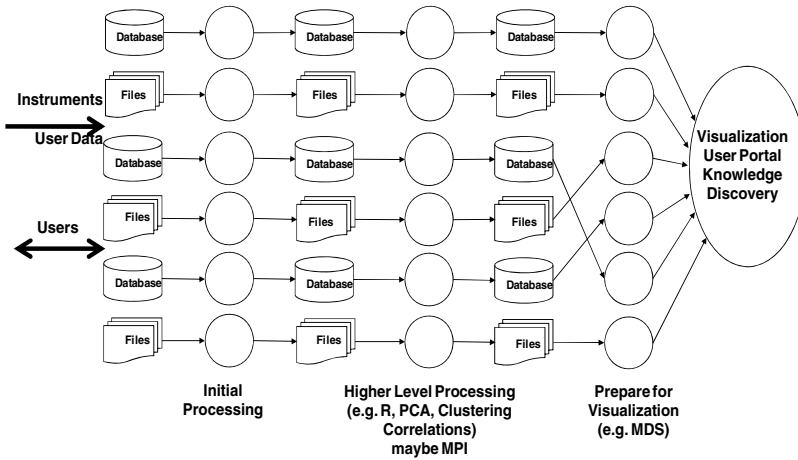 Database Database Database
Files Files Files
Instruments
User Data
Database Database Database
Visualization
User Portal
Knowledge
Discovery
Files Files Files
Users
Database Database Database
Files Files Files
Initial
Processing
Higher Level Processing
(e.g. R, PCA, Clustering
Correlations)
maybe MPI
Prepare for
Visualization
(e.g. MDS)